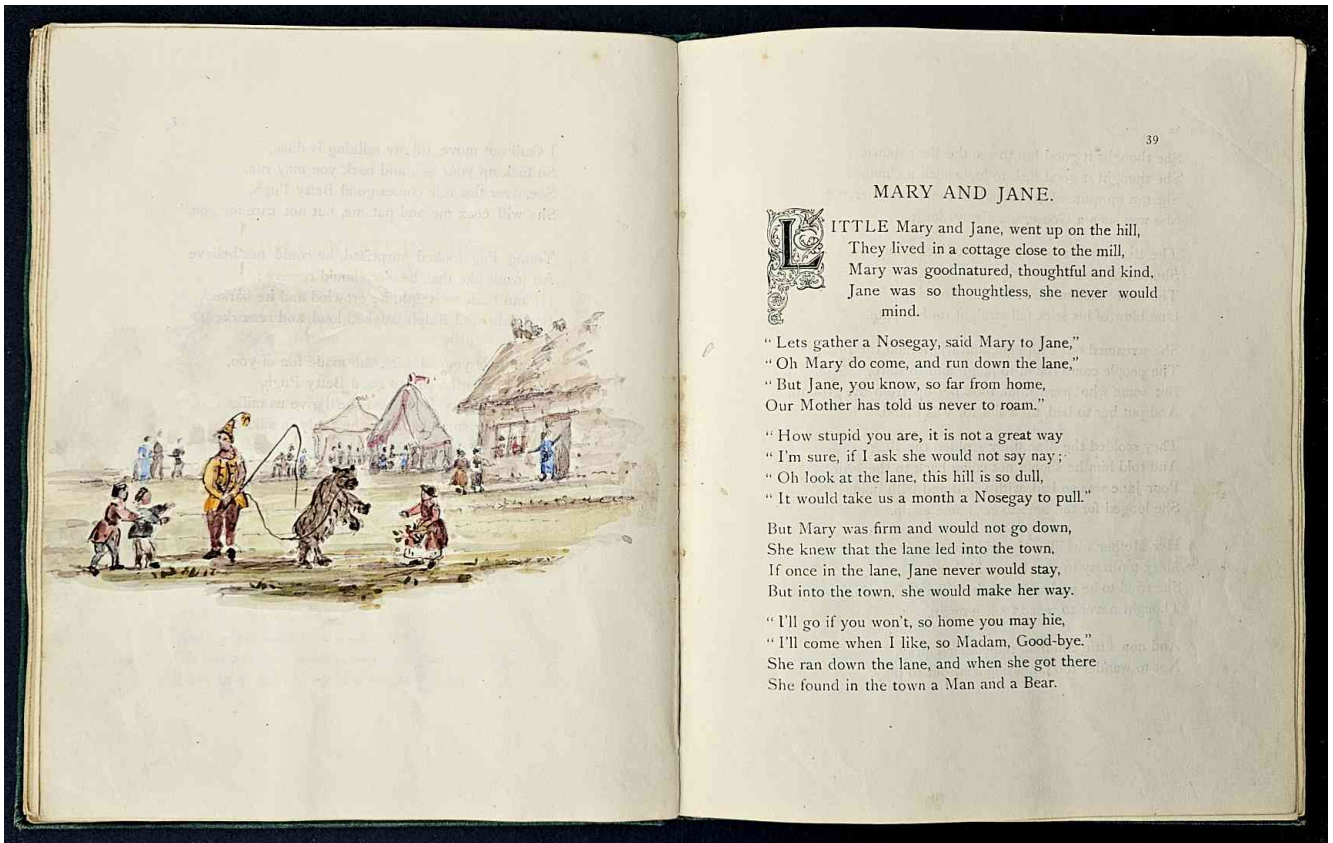 39
MARY AND JANE.
LITTLE Mary and Jane, went up on the hill,
They lived in a cottage close to the mill,
Mary was goodnatured, thoughtful and kind,
Jane was so thoughtless, she never would
mind.
“ Lets gather a Nosegay, said Mary to Jane,”
“ Oh Mary do come, and run down the lane,”
“ But Jane, you know, so far from home,
Our Mother has told us never to roam.”
“ How stupid you are, it is not a great way
“ I'm sure, if I ask she would not say nay ;
“ Oh look at the lane, this hill is so dull,
“ It would take us a month a Nosegay to pull.”
But Mary was firm and would not go down,
She knew that the lane led into the town,
If once in the lane, Jane never would stay,
But into the town, she would make her way.
“ I'll go if you won't, so home you may hie,
“ I'll come when I like, so Madam, Good-bye.”
She ran down the lane, and when she got there
She found in the town a Man and a Bear.